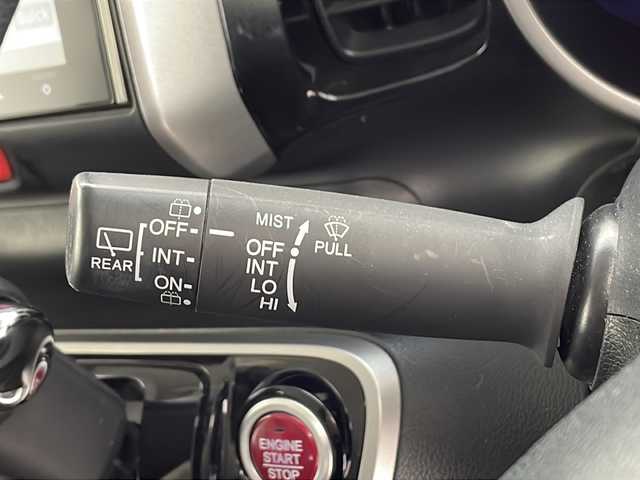 MIST
OFF
INT
LO
HI
PULL
REAR
OFF
INT
ON
ENGINE
START
STOP